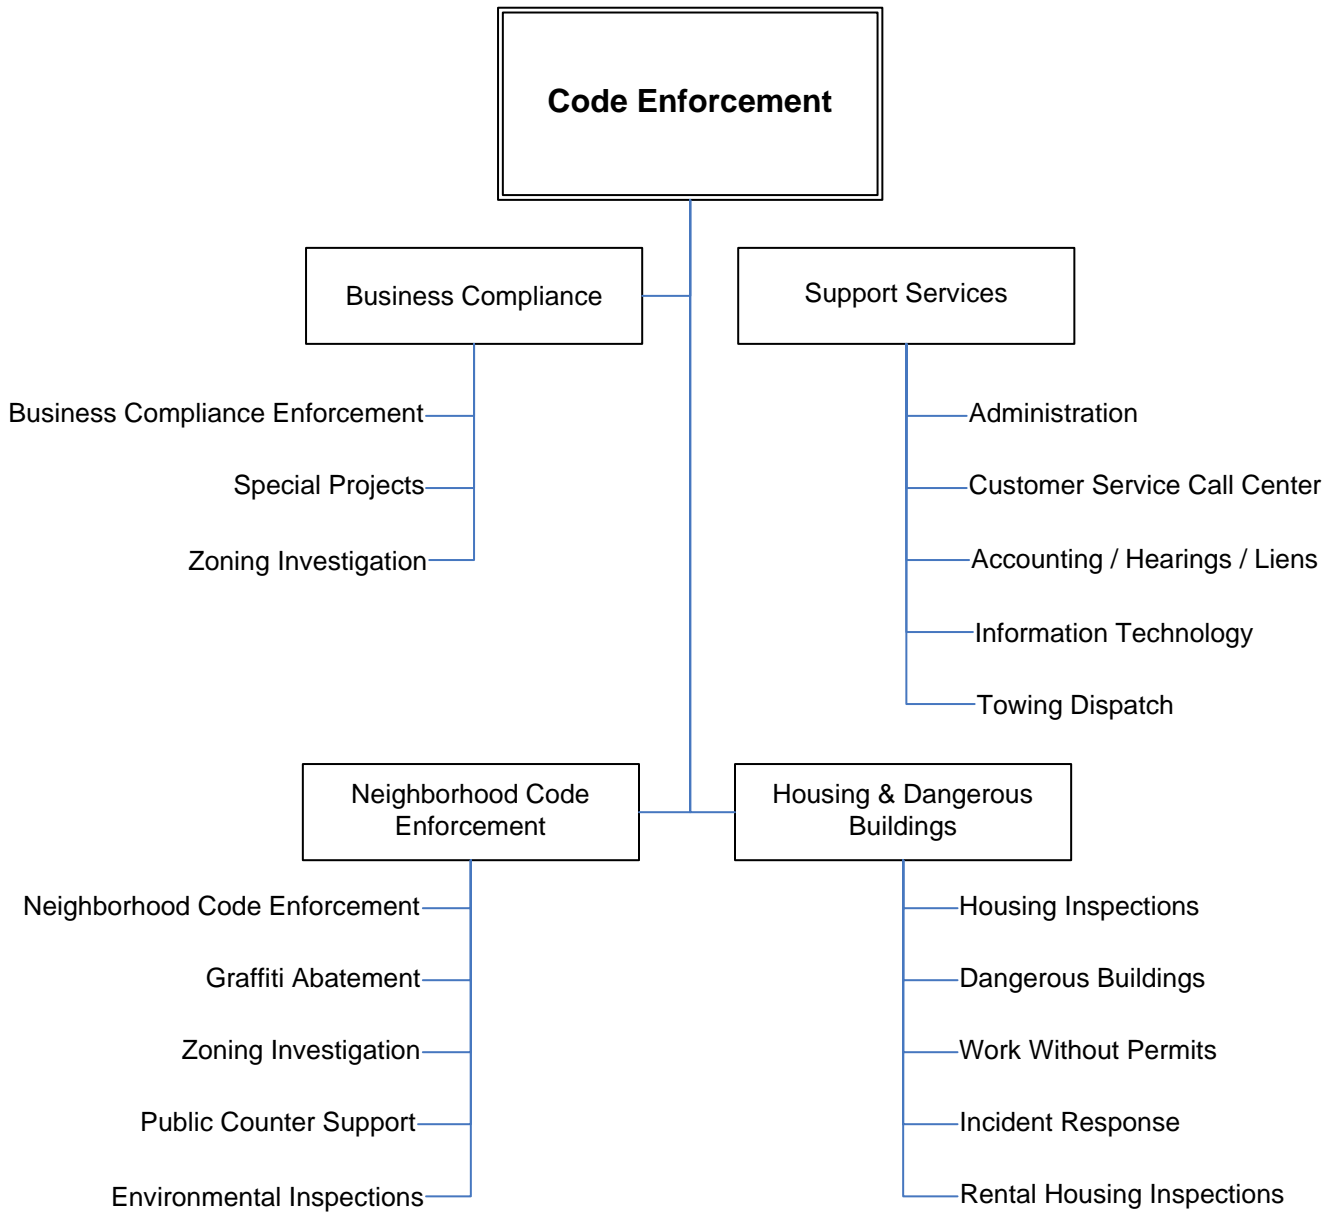 Code Enforcement
Business Compliance
Support Services
Business Compliance Enforcement
Special Projects
Zoning Investigation
Administration
Customer Service Call Center
Accounting / Hearings / Liens
Information Technology
Towing Dispatch
Neighborhood Code
Enforcement
Housing & Dangerous
Buildings
Neighborhood Code Enforcement
Graffiti Abatement
Zoning Investigation
Public Counter Support
Environmental Inspections
Housing Inspections
Dangerous Buildings
Work Without Permits
Incident Response
Rental Housing Inspections